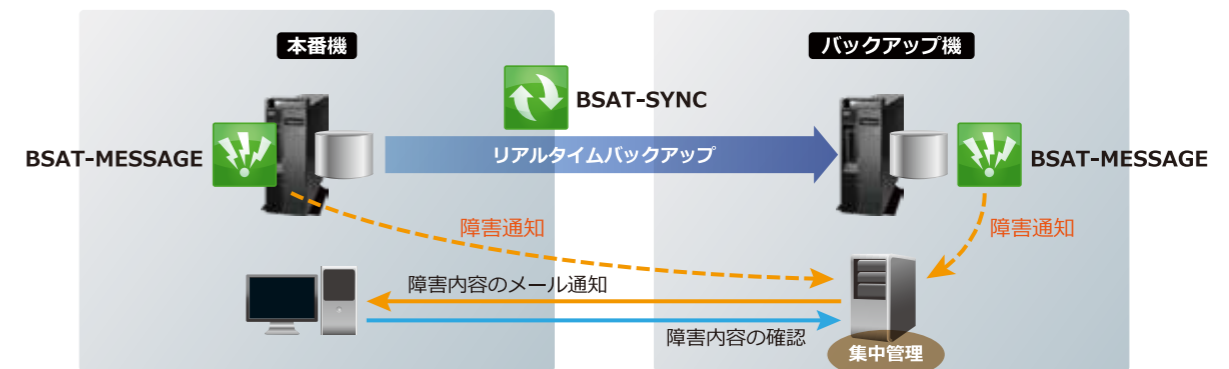 本番機
バックアップ機
BSAT-SYNC
BSAT-MESSAGE
リアルタイムバックアップ
BSAT-MESSAGE
障害通知
障害通知
障害内容のメール通知
障害内容の確認
集中管理